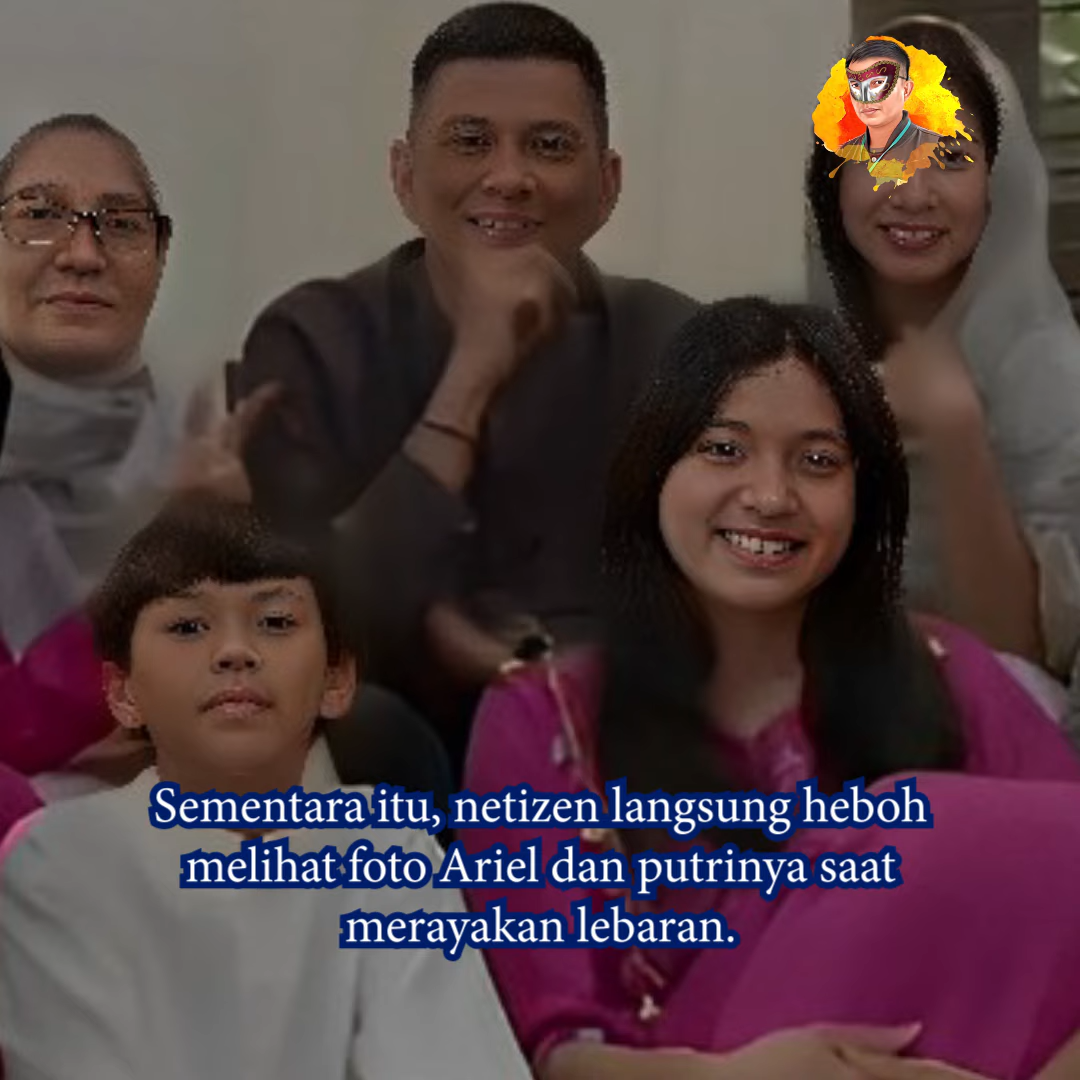 Sementara itu, netizen langsung heboh
melihat foto Ariel dan putrinya saat
merayakan lebaran.